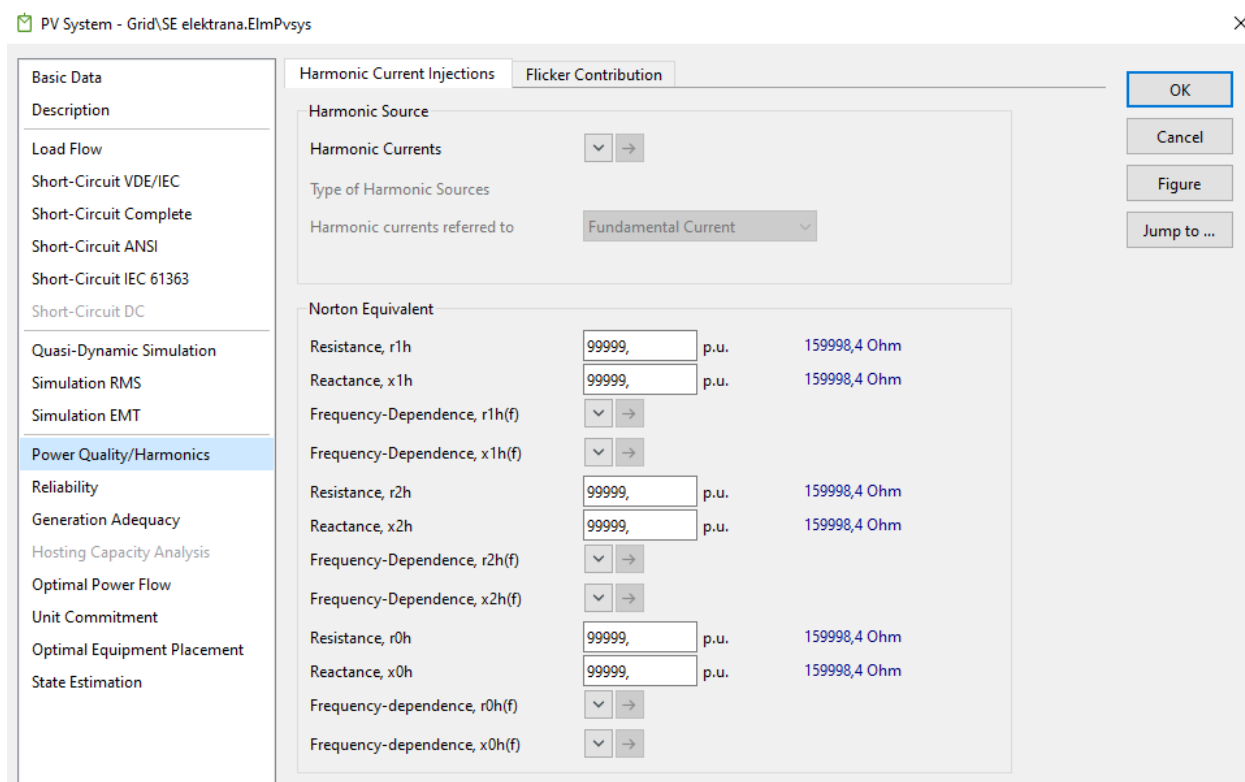 PV System - Grid\SE elektrana.ElmPvsys
Basic Data
Description
Load Flow
Short-Circuit VDE/IEC
Short-Circuit Complete
Short-Circuit ANSI
Short-Circuit IEC 61363
Short-Circuit DC
Quasi-Dynamic Simulation
Simulation RMS
Simulation EMT
Power Quality/Harmonics
Reliability
Generation Adequacy
Hosting Capacity Analysis
Optimal Power Flow
Unit Commitment
Optimal Equipment Placement
State Estimation
Harmonic Current Injections Flicker Contribution
Harmonic Source
Harmonic Currents
Type of Harmonic Sources
Harmonic currents referred to Fundamental Current
Norton Equivalent
Resistance, r1h 99999, p.u. 159998,4 Ohm
Reactance, x1h 99999, p.u. 159998,4 Ohm
Frequency-Dependence, r1h(f)
Frequency-Dependence, x1h(f)
Resistance, r2h 99999, p.u. 159998,4 Ohm
Reactance, x2h 99999, p.u. 159998,4 Ohm
Frequency-Dependence, r2h(f)
Frequency-Dependence, x2h(f)
Resistance, r0h 99999, p.u. 159998,4 Ohm
Reactance, x0h 99999, p.u. 159998,4 Ohm
Frequency-dependence, r0h(f)
Frequency-dependence, x0h(f)
OK
Cancel
Figure
Jump to ...